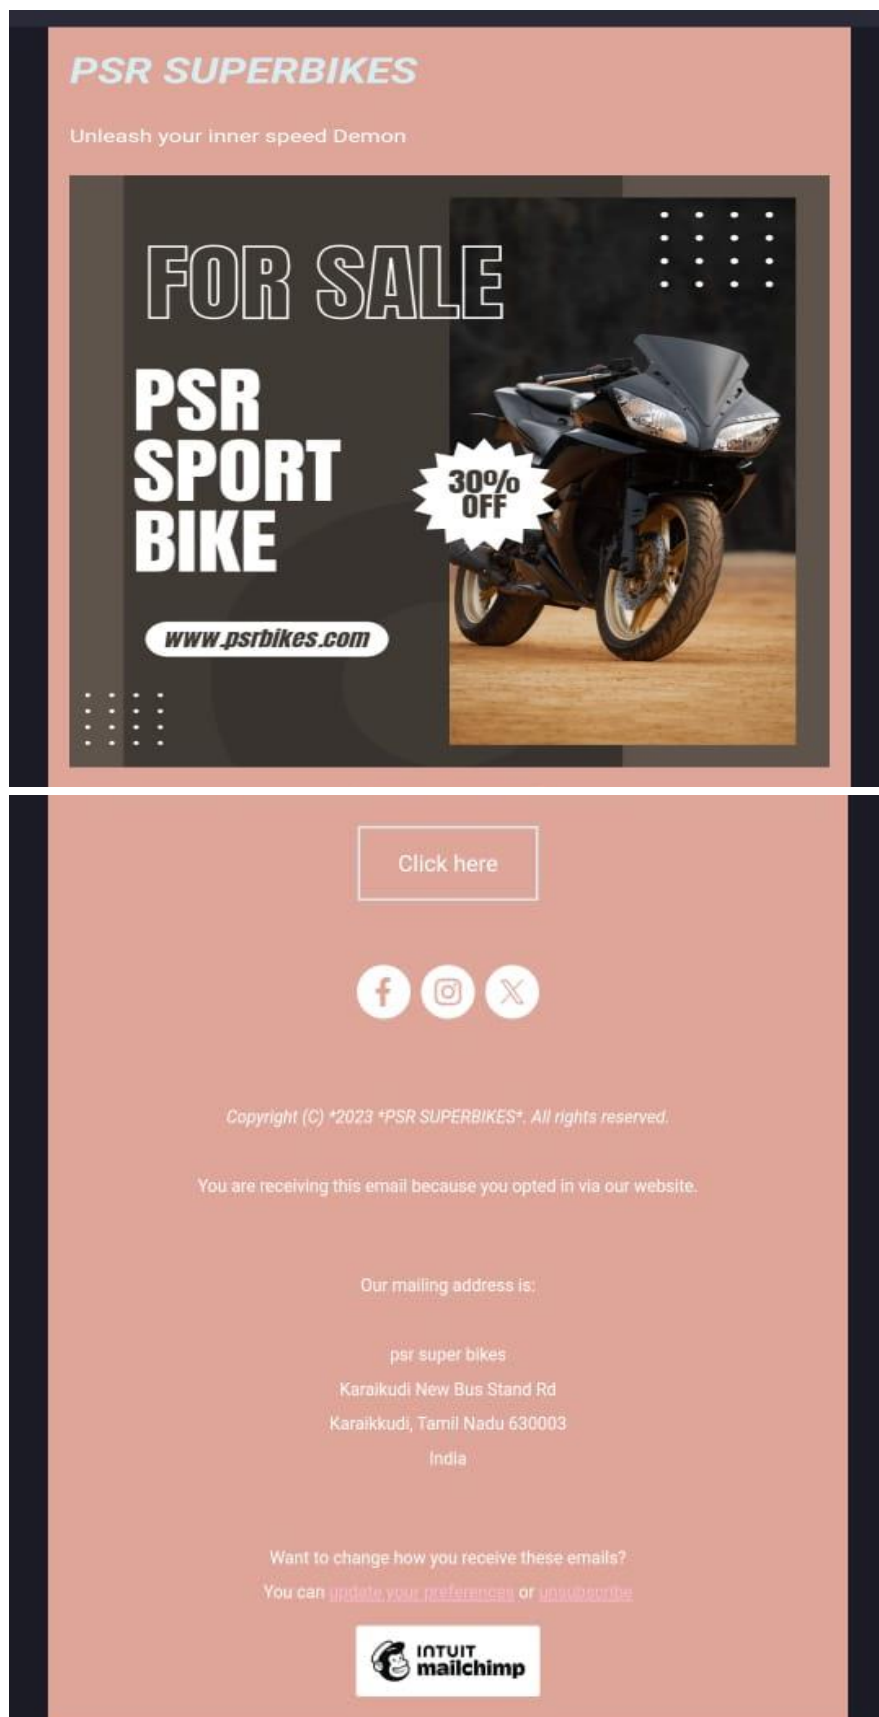 PSR SUPERBIKES
Unleash your inner speed Demon
FOR SALE
PSR
SPORT
BIKE
30%
OFF
www.psrbikes.com
Click here
Copyright (C) *2023 *PSR SUPERBIKES*. All rights reserved.
You are receiving this email because you opted in via our website.
Our mailing address is:
psr super bikes
Karaikudi New Bus Stand Rd
Karaikkudi, Tamil Nadu 630003
India
Want to change how you receive these emails?
You can update your preferences or unsubscribe
INTUIT
mailchimp